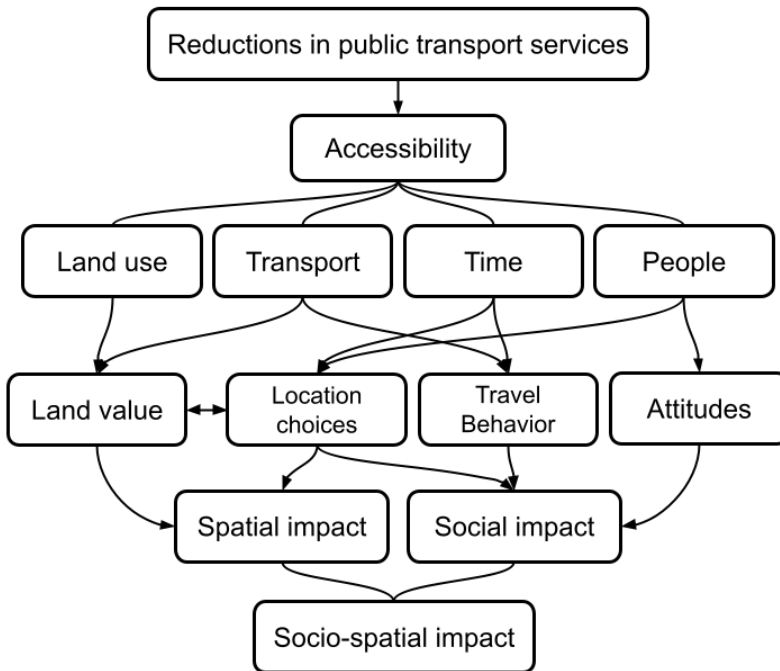 Reductions in public transport services
Accessibility
Land use
Transport
Time
People
Land value
Location
choices
Travel
Behavior
Attitudes
Spatial impact
Social impact
Socio-spatial impact